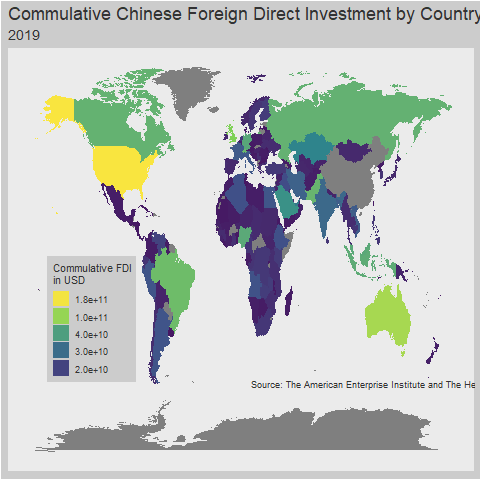 Commulative Chinese Foreign Direct Investment by Country
2019
Commulative FDI
in USD
1.8e+11
1.0e+11
4.0e+10
3.0e+10
2.0e+10
Source: The American Enterprise Institute and The He